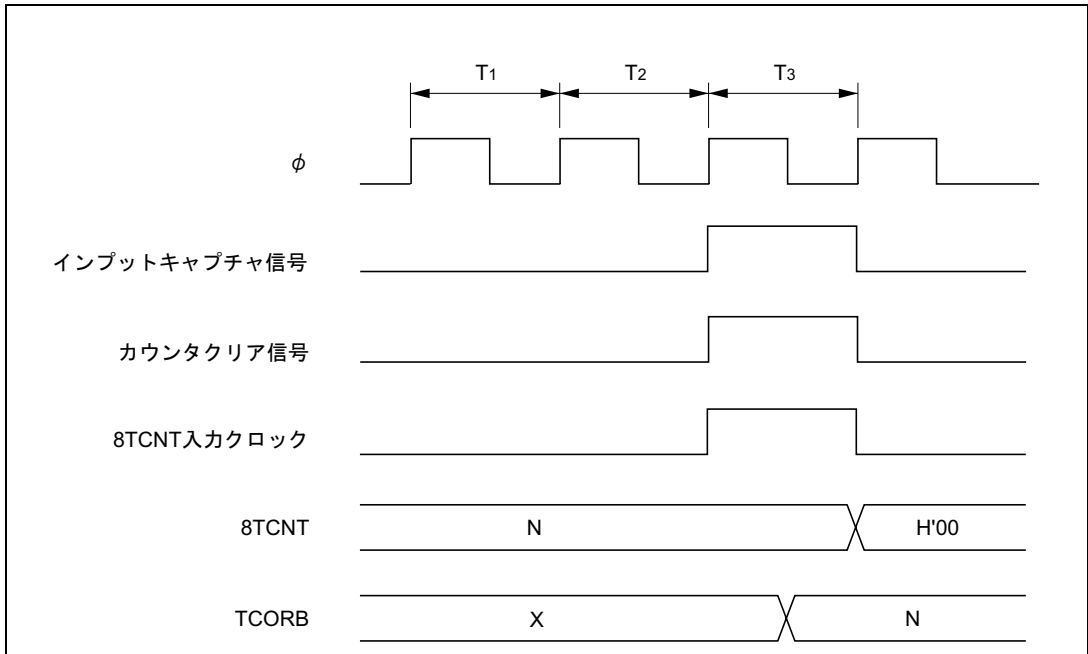 T1 T2 T3
φ
インプットキャプチャ信号
カウンタクリア信号
8TCNT入力クロック
8TCNT N H'00
TCORB X N